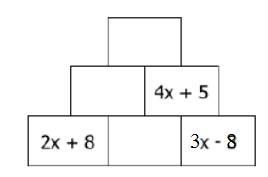 4x + 5
2x + 8 3x - 8